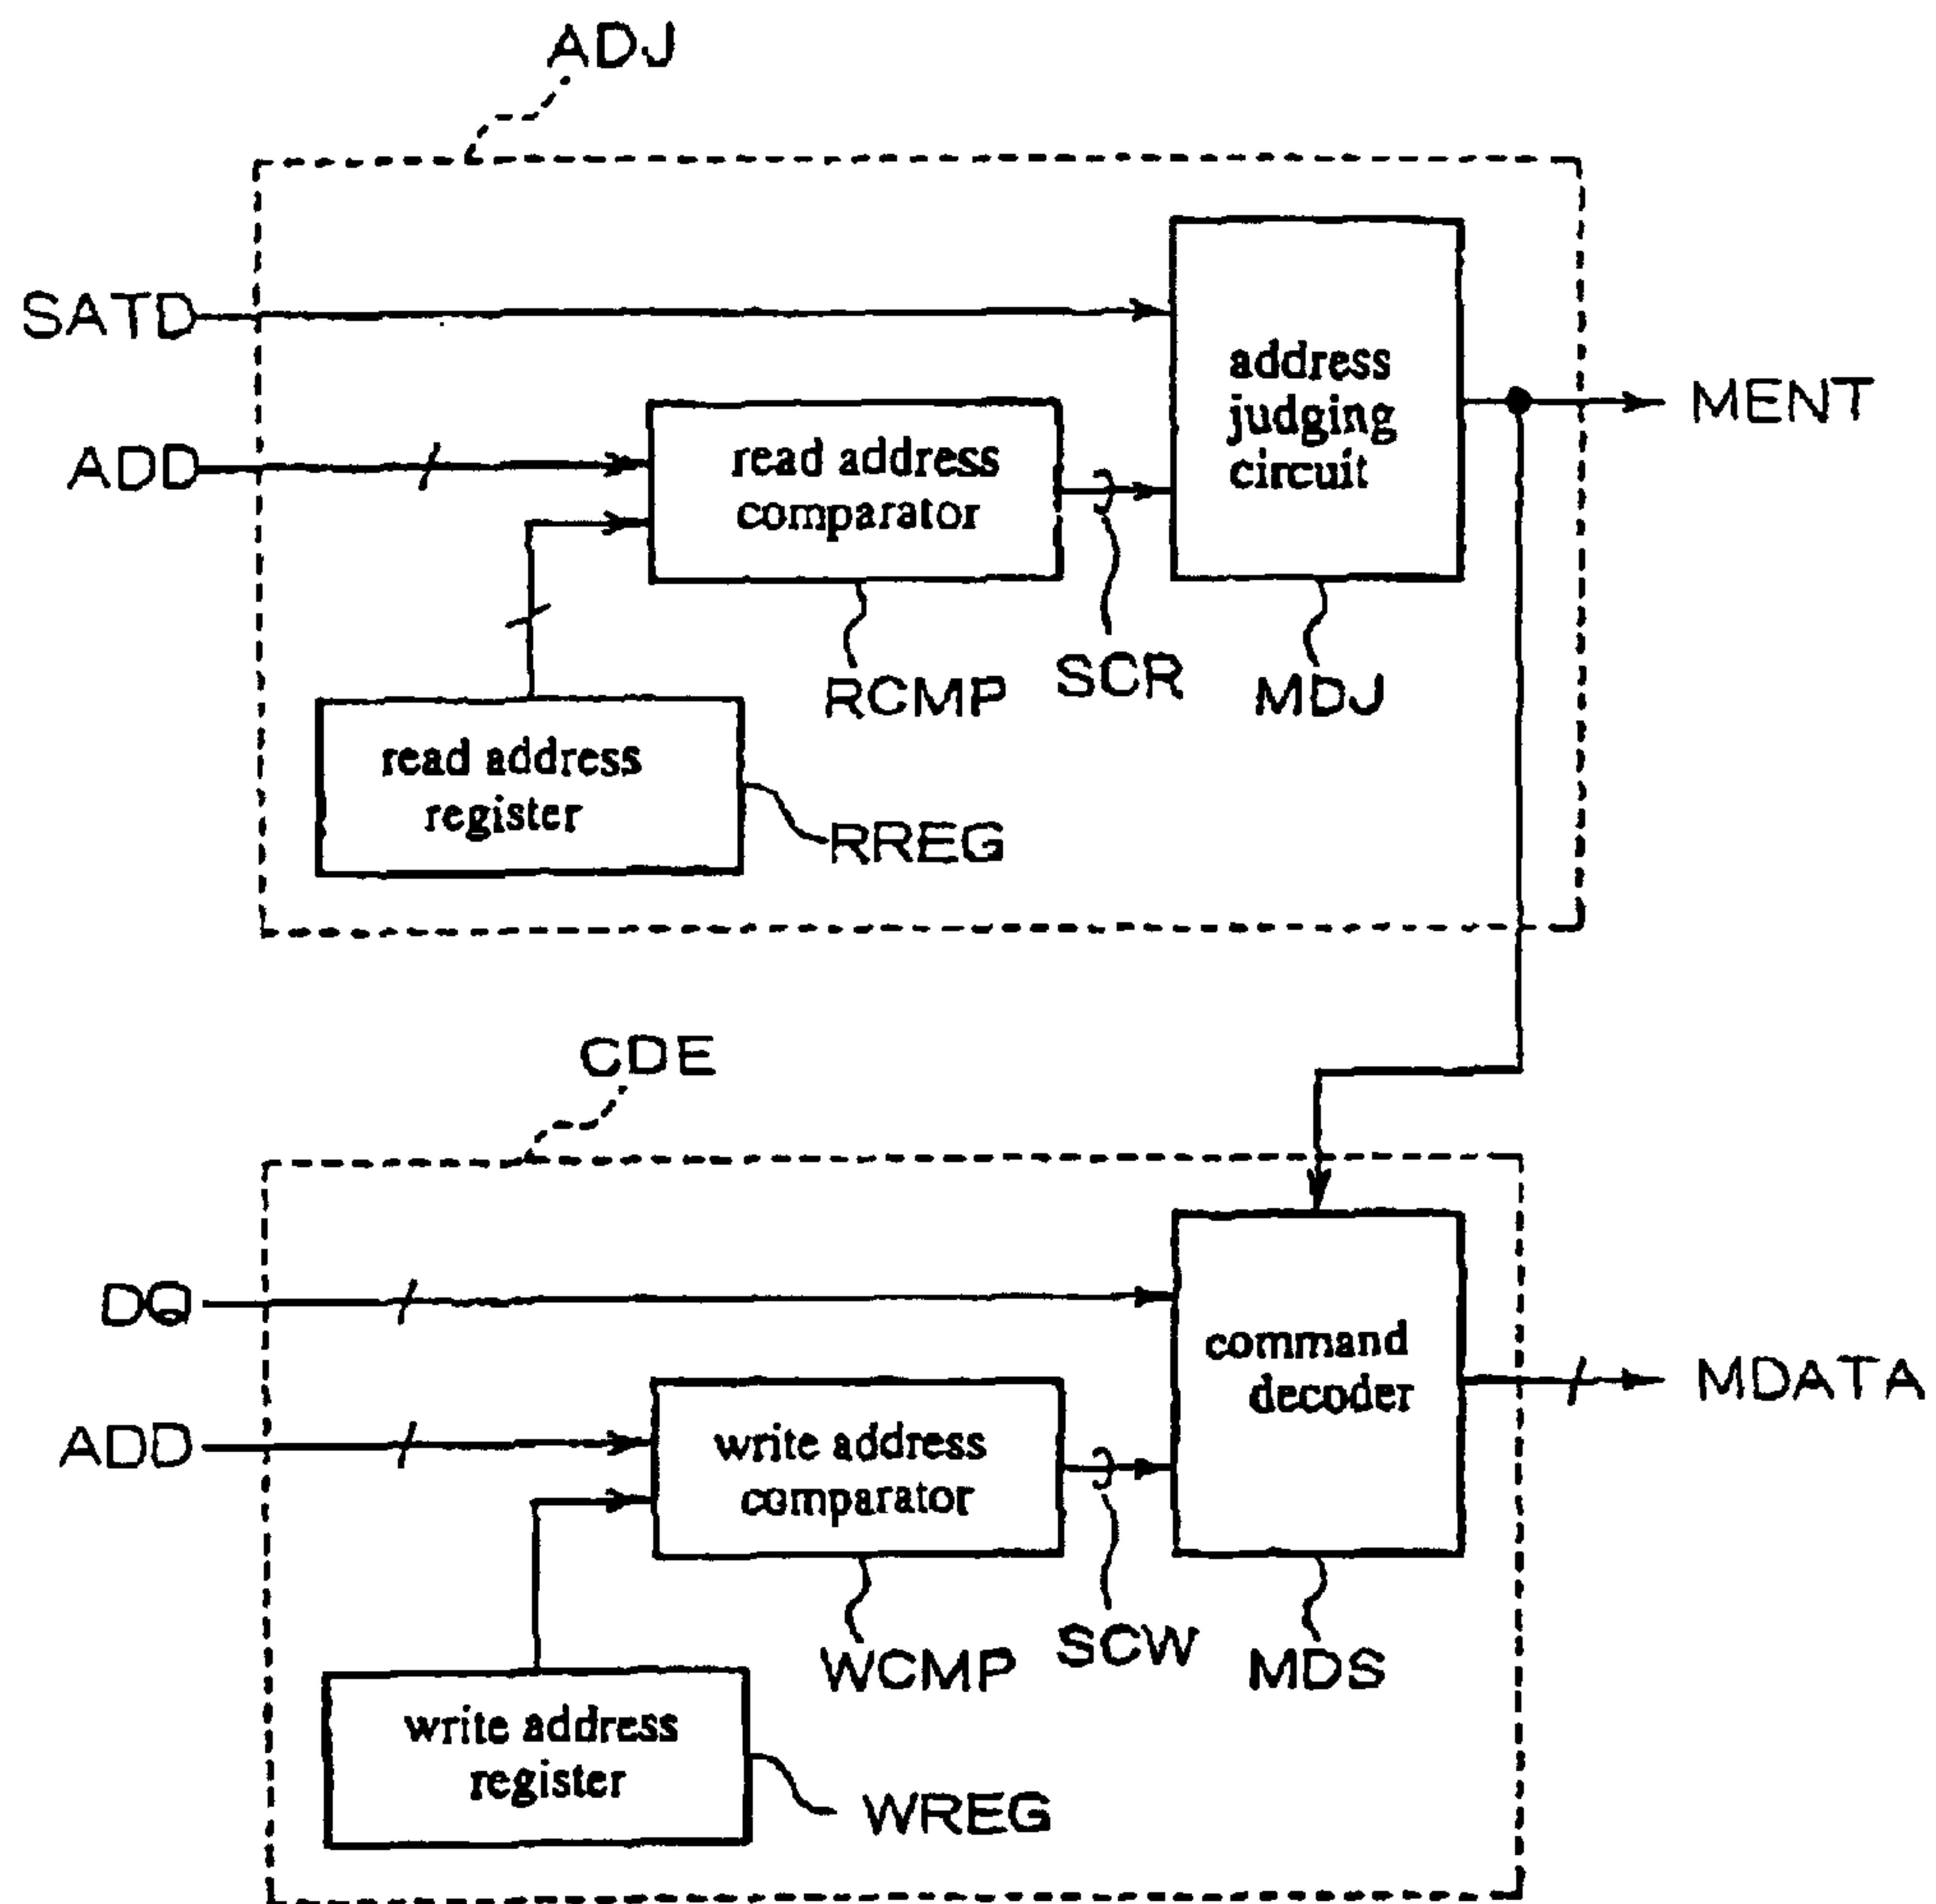 ADJ
SATD
ADD
address
judging
circuit
MENT
read address
comparator
RCMP
SCR
MDJ
read address
register
RREG
CDE
DQ
ADD
command
decoder
MDATA
write address
comparator
WCMP
SCW
MDS
write address
register
WREG